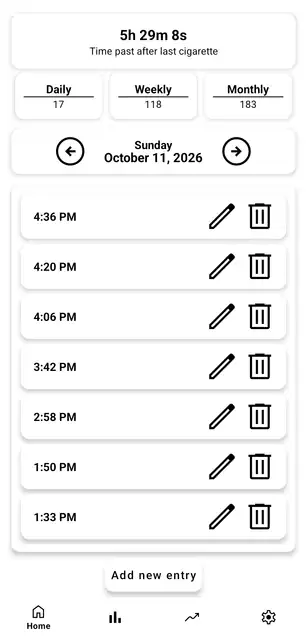 5h 29m 8s
Time past after last cigarette
Daily
17
Weekly
118
Monthly
183
Sunday
October 11, 2026
4:36 PM
4:20 PM
4:06 PM
3:42 PM
2:58 PM
1:50 PM
1:33 PM
Add new entry
Home